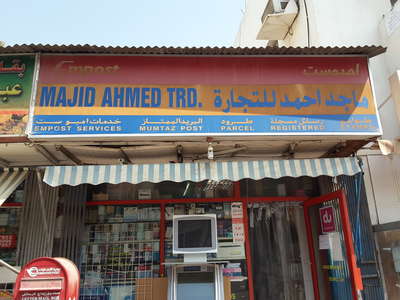 Empost
امبوست
MAJID AHMED TRD.
ماجد احمد للتجارة
خدمات امبوست
البريد الممتاز
طرود
رسائل مسجلة
EMPOST SERVICES
MUMTAZ POST
PARCEL
REGISTERED
du